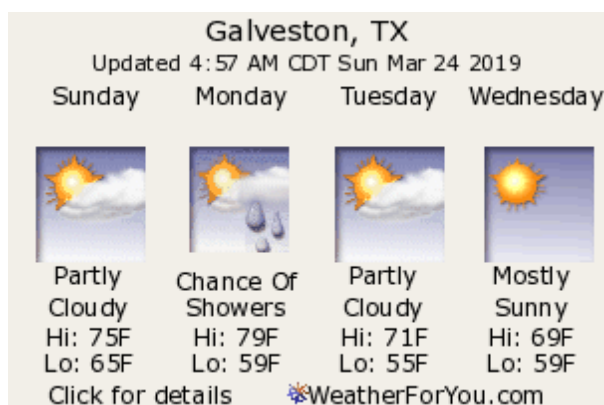 Galveston, TX
Updated 4:57 AM CDT Sun Mar 24 2019
Sunday Monday Tuesday Wednesday
Partly Chance Of Partly Mostly
Cloudy Showers Cloudy Sunny
Hi: 75F Hi: 79F Hi: 71F Hi: 69F
Lo: 65F Lo: 59F Lo: 55F Lo: 59F
Click for details WeatherForYou.com